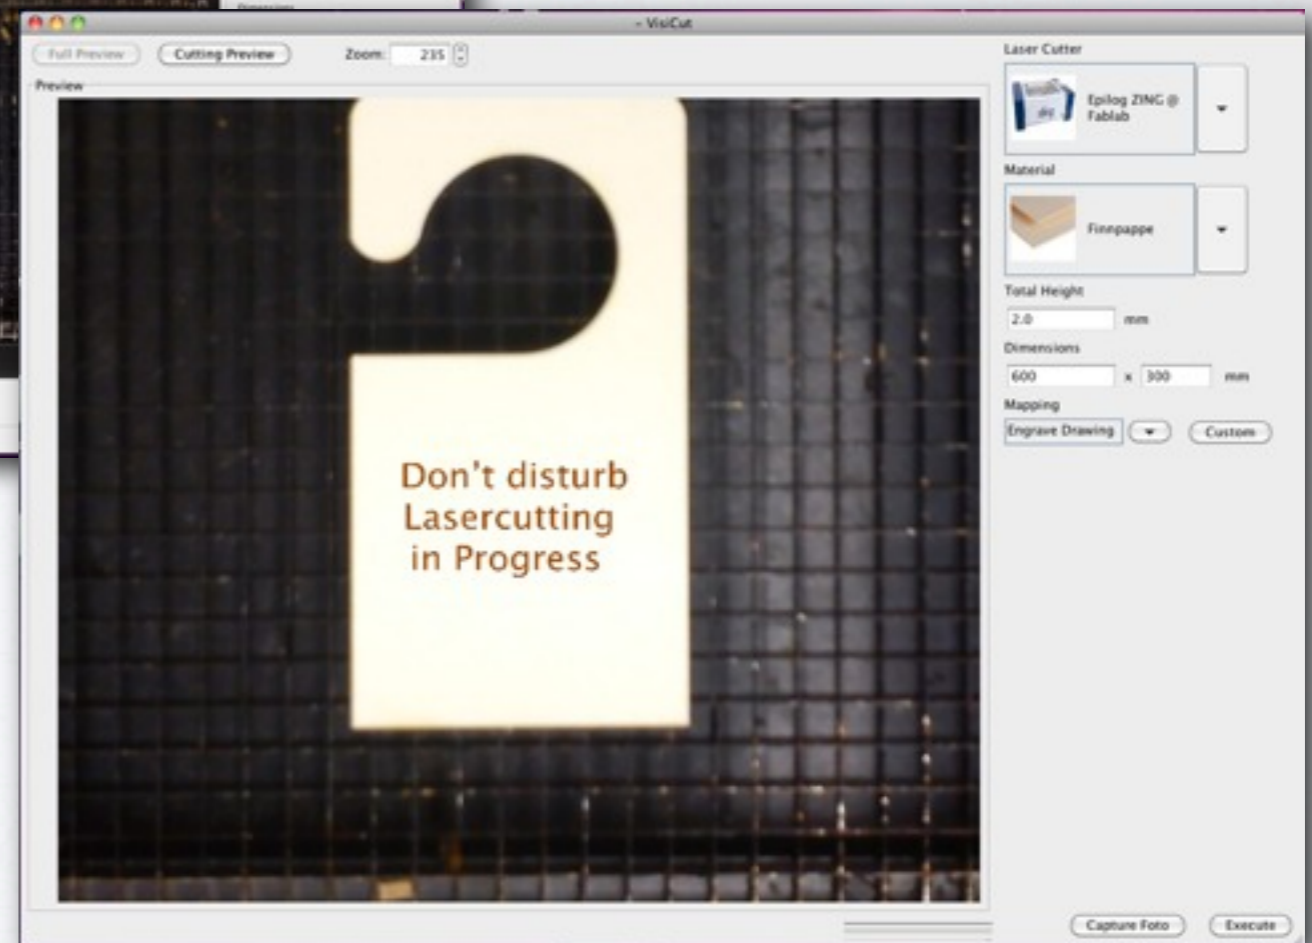 Dimensions
- VisiCut
Full Preview
Cutting Preview
Zoom: 235
Preview
Don't disturb
Lasercutting
in Progress
Laser Cutter
Epilog ZING @
Fablab
Material
Finnpappe
Total Height
2.0 mm
Dimensions
600 x 300 mm
Mapping
Engrave Drawing
Custom
Capture Foto
Execute